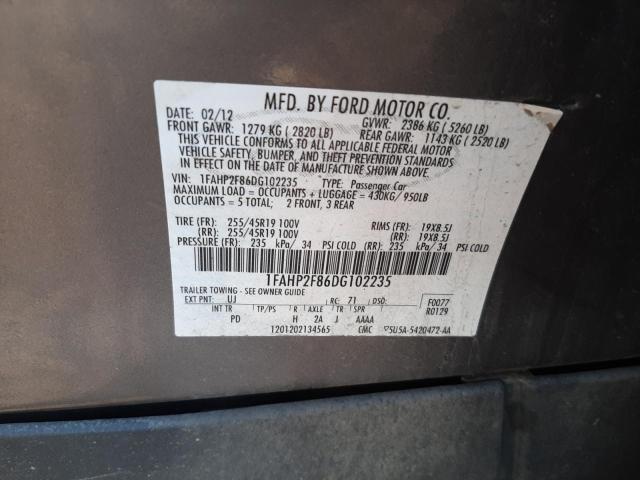 MFD. BY FORD MOTOR CO.
DATE: 02/12 GVWR: 2386 KG ( 5260 LB)
FRONT GAWR: 1279 KG ( 2820 LB) REAR GAWR: 1143 KG ( 2520 LB)
THIS VEHICLE CONFORMS TO ALL APPLICABLE FEDERAL MOTOR
VEHICLE SAFETY, BUMPER, AND THEFT PREVENTION STANDARDS
IN EFFECT ON THE DATE OF MANUFACTURE SHOWN ABOVE.
VIN: 1FAHP2F86DG102235 TYPE: Passenger Car
MAXIMUM LOAD = OCCUPANTS + LUGGAGE = 430KG/ 950LB
OCCUPANTS = 5 TOTAL; 2 FRONT, 3 REAR
TIRE (FR): 255/45R19 100V RIMS (FR): 19X8.5J
(RR): 255/45R19 100V (RR): 19X8.5J
PRESSURE (FR): 235 kPa/ 34 PSI COLD (RR): 235 kPa/ 34 PSI COLD
1FAHP2F86DG102235
TRAILER TOWING - SEE OWNER GUIDE
EXT PNT: UJ RC: 71 DSO: F0077
R0129
INT TR TP/PS R AXLE TR SPR
PD H 2A J AAAA
1201202134565 CMC 5U5A-5420472-AA